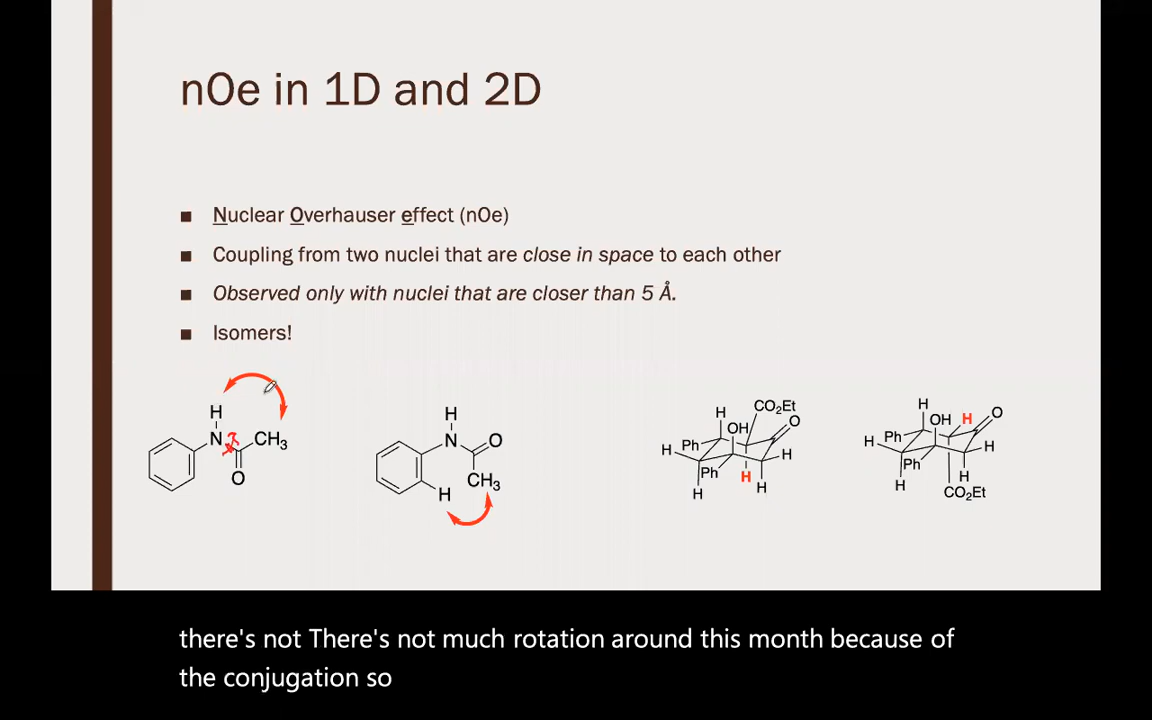 nOe in 1D and 2D
Nuclear Overhauser effect (nOe)
Coupling from two nuclei that are close in space to each other
Observed only with nuclei that are closer than 5 Å.
Isomers!
H
N
CH3
O
H
N
O
CH3
H
H
CO2Et
OH
O
Ph
H
H
Ph
H
H
H
H
OH
H
O
Ph
H
H
Ph
H
H
CO2Et
there's not There's not much rotation around this month because of
the conjugation so